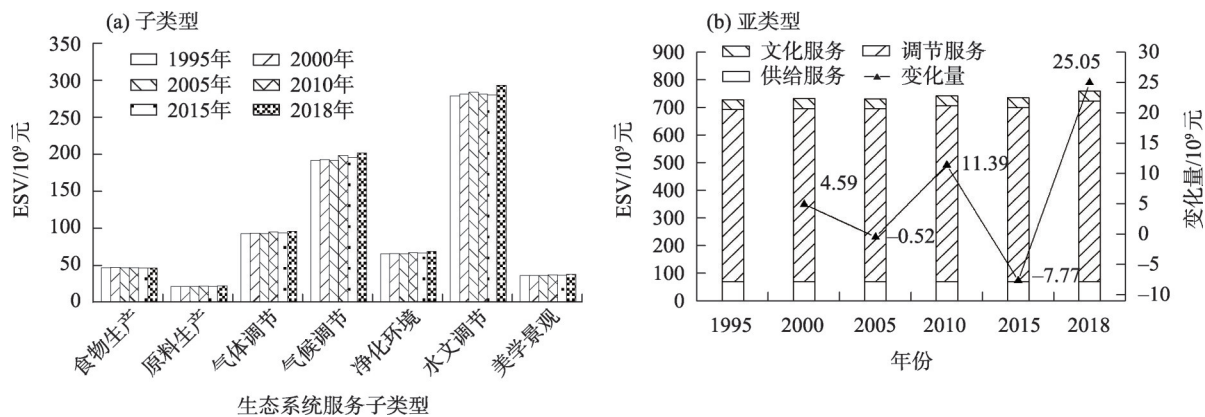 (a) 子类型
350
300
250
200
150
100
50
0
ESV/10⁹元
1995年
2000年
2005年
2010年
2015年
2018年
食物生产
原料生产
气体调节
气候调节
净化环境
水文调节
美学景观
生态系统服务子类型
(b) 亚类型
900
800
700
600
500
400
300
200
100
0
ESV/10⁹元
文化服务
调节服务
供给服务
变化量
4.59
–0.52
11.39
–7.77
25.05
30
25
20
15
10
5
0
–5
–10
变化量/10⁹元
1995
2000
2005
2010
2015
2018
年份